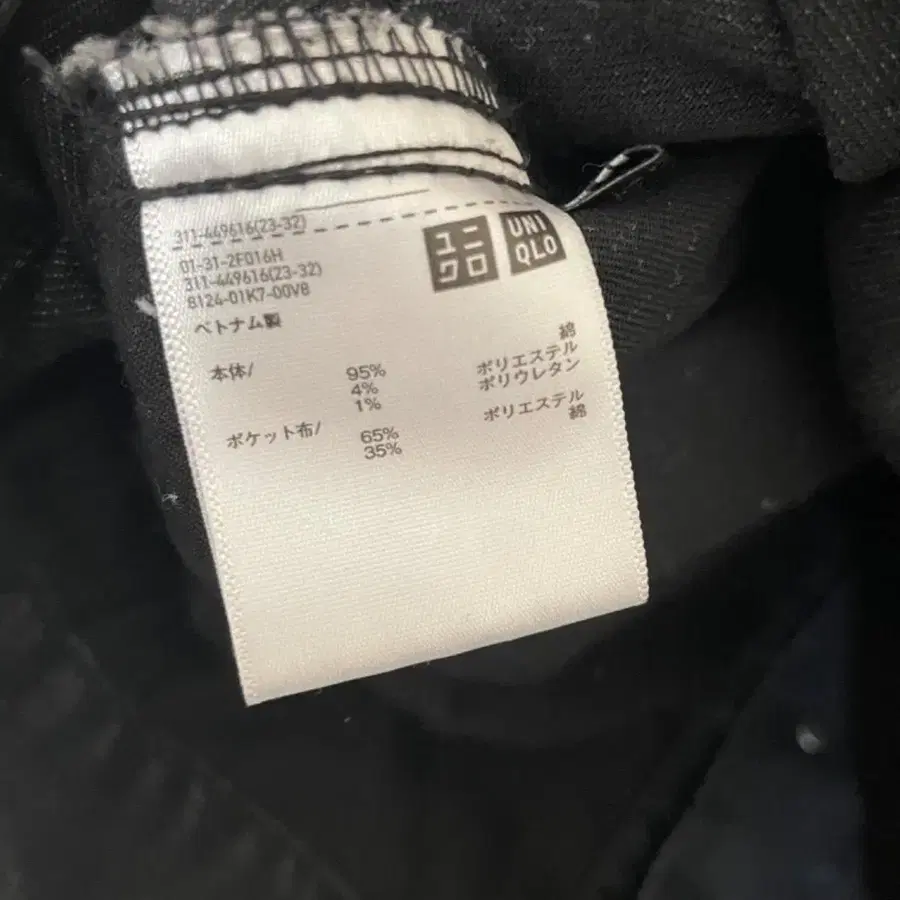 311-449616(23-32)
ユニクロ
UNIQLO
01-31-2F016H
311-449616(23-32)
8124-01K7-00V8
ベトナム製
本体/ 95% 綿
4% ポリエステル
1% ポリウレタン
ポケット布/ 65% ポリエステル
35% 綿